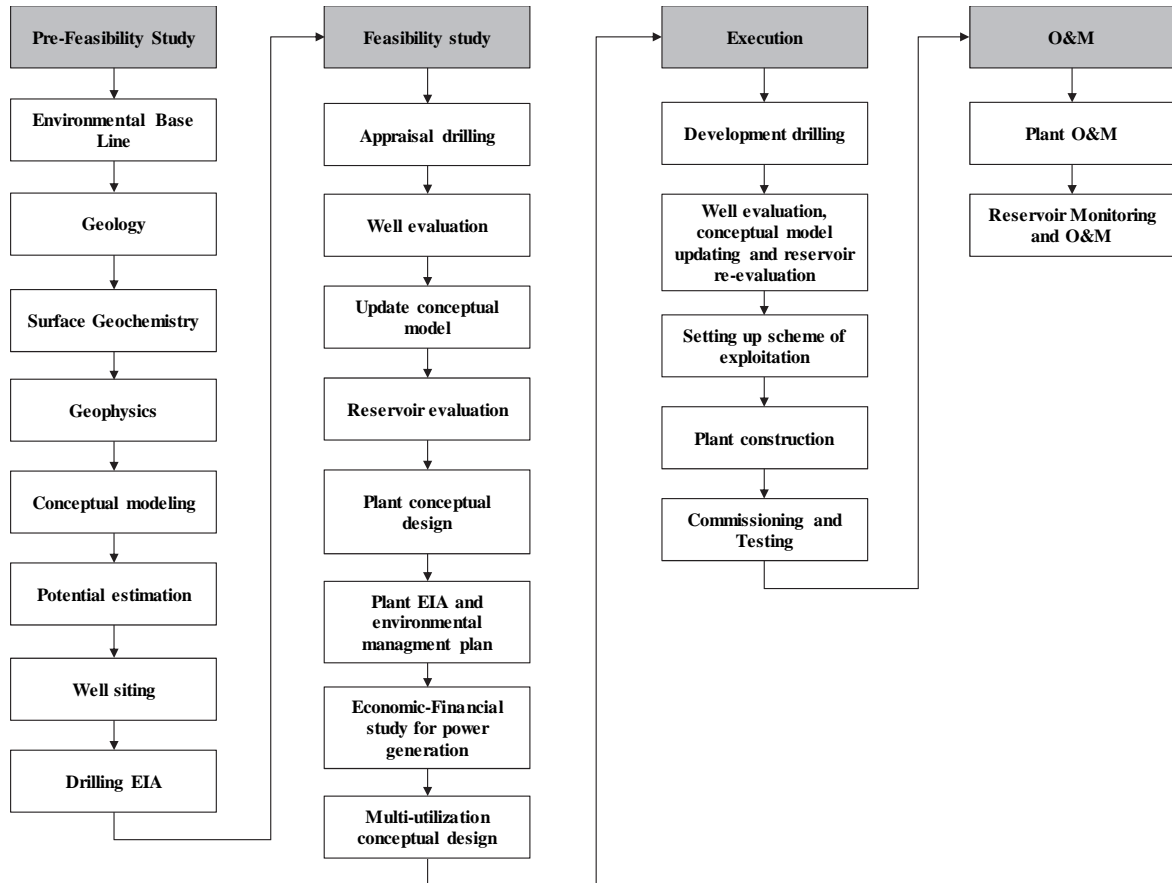 Pre-Feasibility Study
Environmental Base
Line
Geology
Surface Geochemistry
Geophysics
Conceptual modeling
Potential estimation
Well siting
Drilling EIA
Feasibility study
Appraisal drilling
Well evaluation
Update conceptual
model
Reservoir evaluation
Plant conceptual
design
Plant EIA and
environmental
managment plan
Economic-Financial
study for power
generation
Multi-utilization
conceptual design
Execution
Development drilling
Well evaluation,
conceptual model
updating and reservoir
re-evaluation
Setting up scheme of
exploitation
Plant construction
Commissioning and
Testing
O&M
Plant O&M
Reservoir Monitoring
and O&M